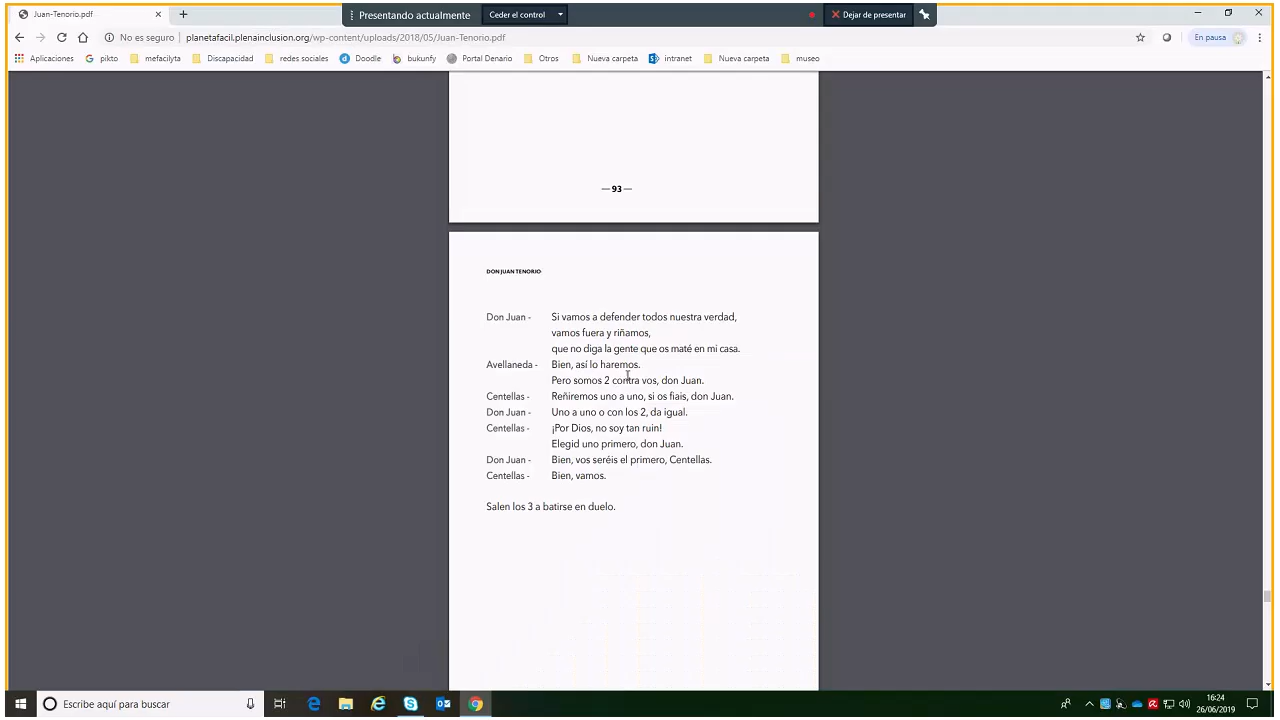 Juan-Tenorio.pdf
Presentando actualmente
Ceder el control
Dejar de presentar
No es seguro
planetafacil.plenainclusion.org/wp-content/uploads/2018/05/Juan-Tenorio.pdf
En pausa
Aplicaciones
pikto
mefacilyta
Discapacidad
redes sociales
Doodle
bukunfy
Portal Denario
Otros
Nueva carpeta
intranet
Nueva carpeta
museo
— 93 —
DON JUAN TENORIO
Don Juan - Si vamos a defender todos nuestra verdad,
vamos fuera y riñamos,
que no diga la gente que os maté en mi casa.
Avellaneda - Bien, así lo haremos.
Pero somos 2 contra vos, don Juan.
Centellas - Reñiremos uno a uno, si os fiais, don Juan.
Don Juan - Uno a uno o con los 2, da igual.
Centellas - ¡Por Dios, no soy tan ruin!
Elegid uno primero, don Juan.
Don Juan - Bien, vos seréis el primero, Centellas.
Centellas - Bien, vamos.
Salen los 3 a batirse en duelo.
Escribe aquí para buscar
16:24
26/06/2019